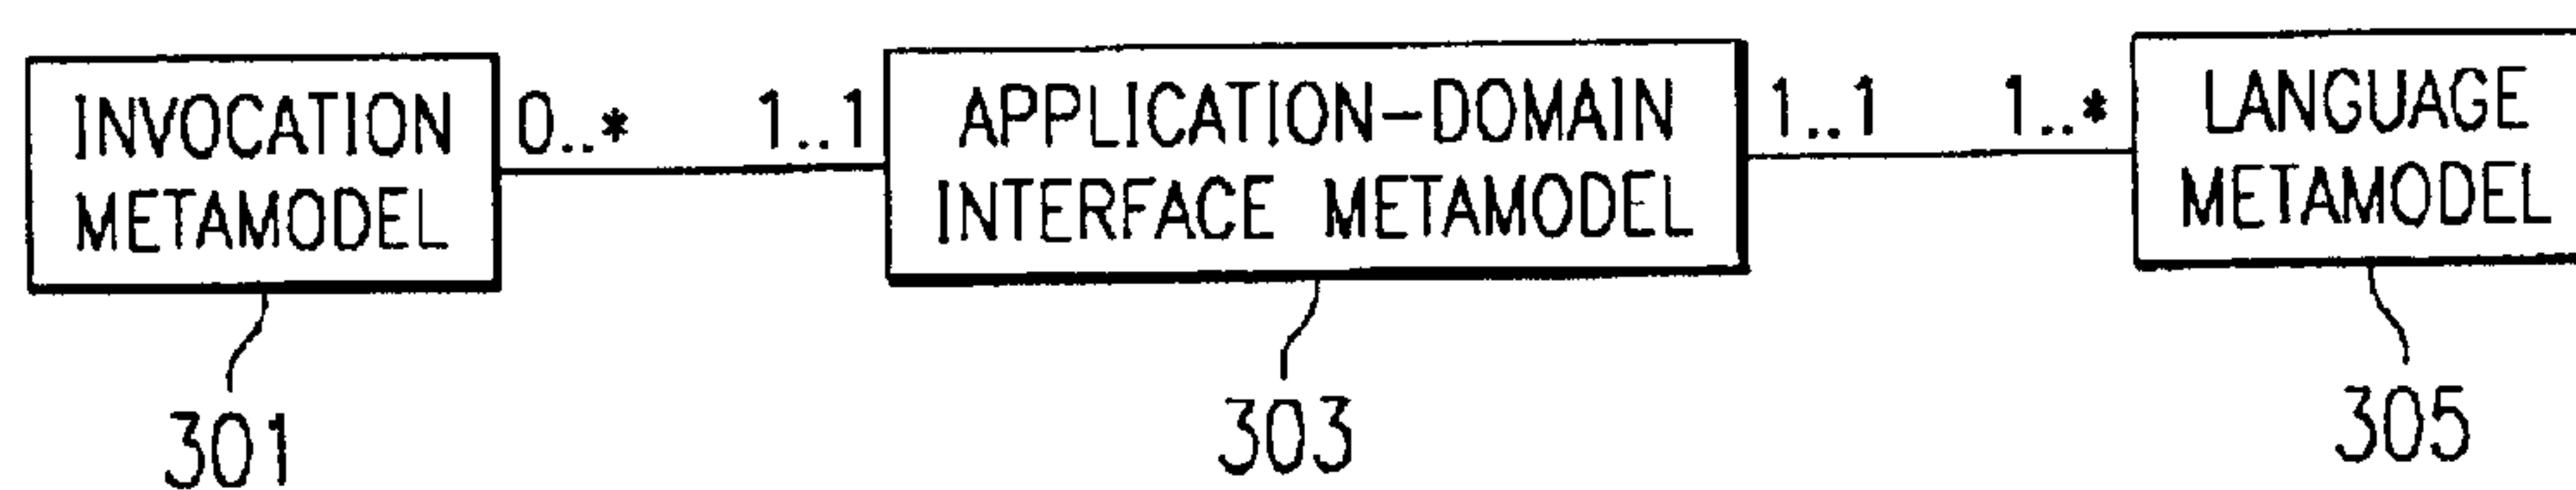 INVOCATION
METAMODEL
0..* 1..1
APPLICATION-DOMAIN
INTERFACE METAMODEL
1..1 1..*
LANGUAGE
METAMODEL
301
303
305